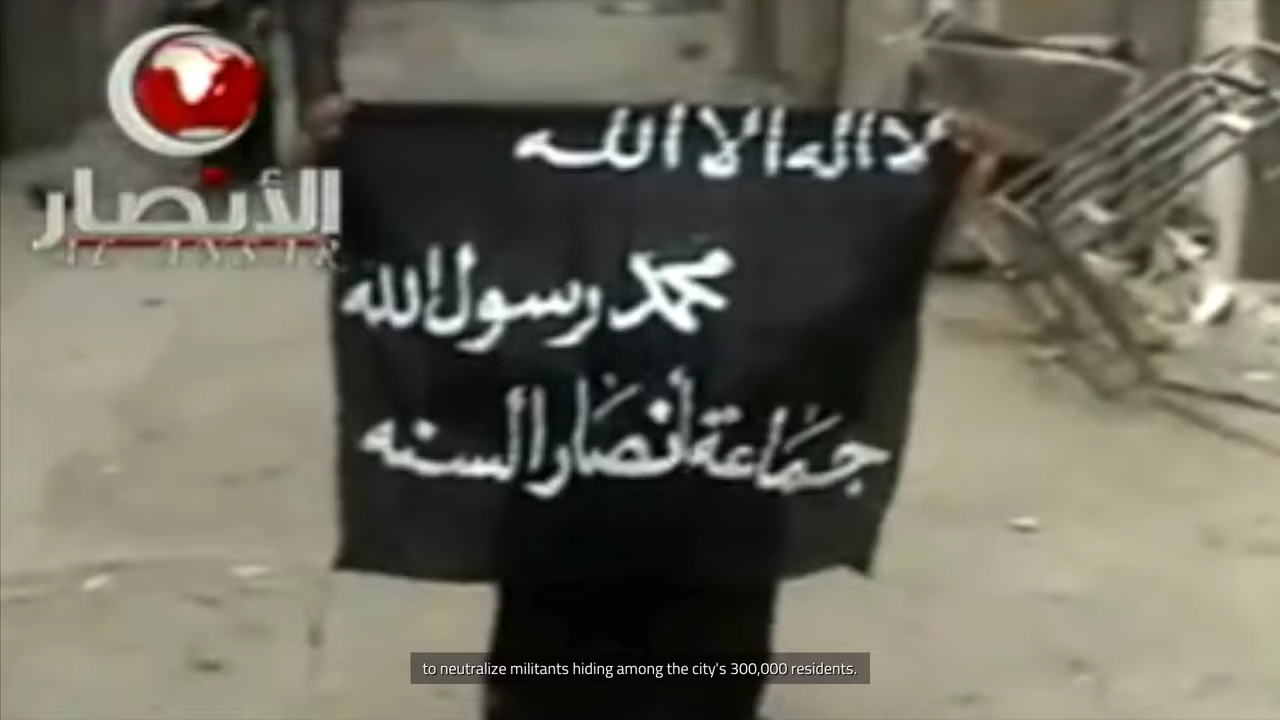 الأنصار
لا اله الا الله
محمد رسول الله
جماعة أنصار ألسنه
to neutralize militants hiding among the city's 300,000 residents.